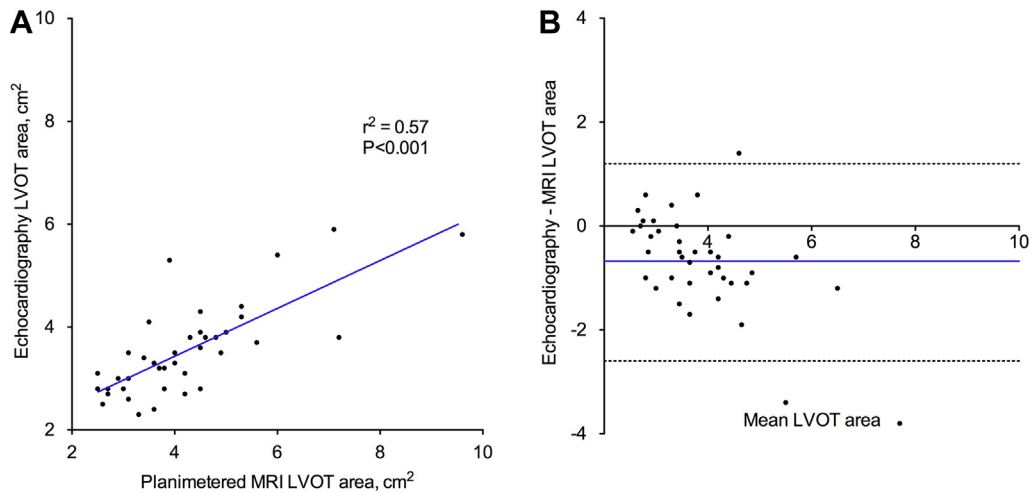 A
B
10
8
6
4
2
2
4
6
8
10
Echocardiography LVOT area, cm²
Planimetered MRI LVOT area, cm²
r² = 0.57
P<0.001
4
2
0
-2
-4
4
6
8
10
Echocardiography - MRI LVOT area
Mean LVOT area